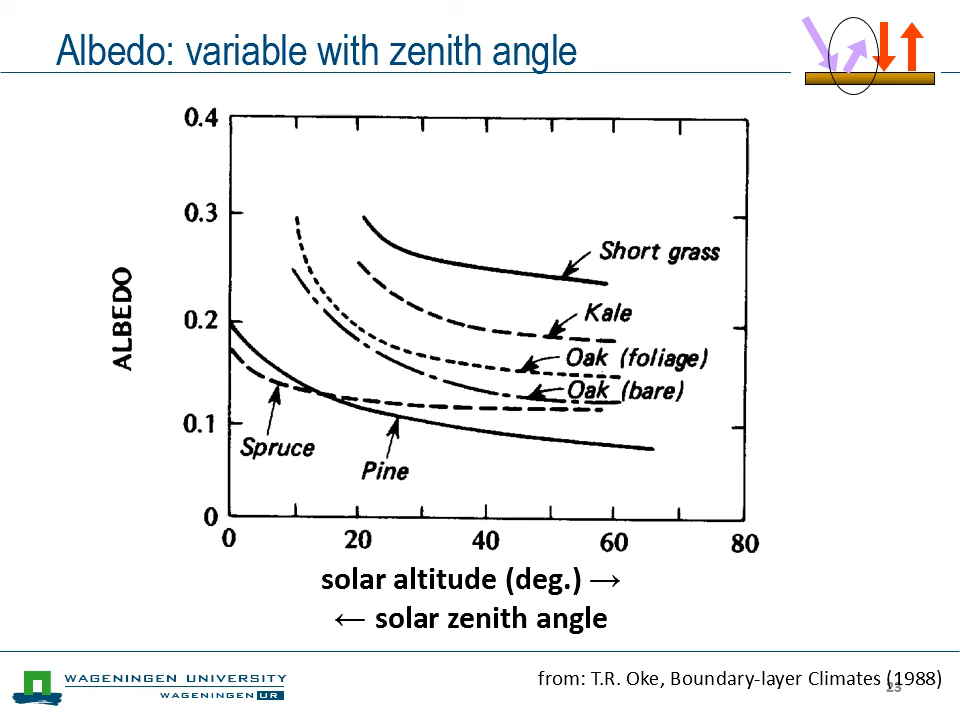 Albedo: variable with zenith angle
0.4
0.3
0.2
0.1
0
ALBEDO
Short grass
Kale
Oak (foliage)
Oak (bare)
Spruce
Pine
0 20 40 60 80
solar altitude (deg.) →
← solar zenith angle
WAGENINGEN UNIVERSITY
WAGENINGEN UR
from: T.R. Oke, Boundary-layer Climates (1988)
23